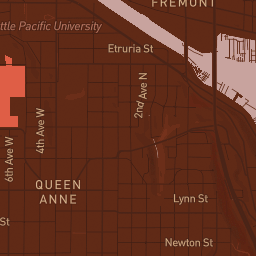 FREMONT
ttle Pacific University
Etruria St
2nd Ave N
4th Ave W
6th Ave W
QUEEN
ANNE
Lynn St
St
Newton St